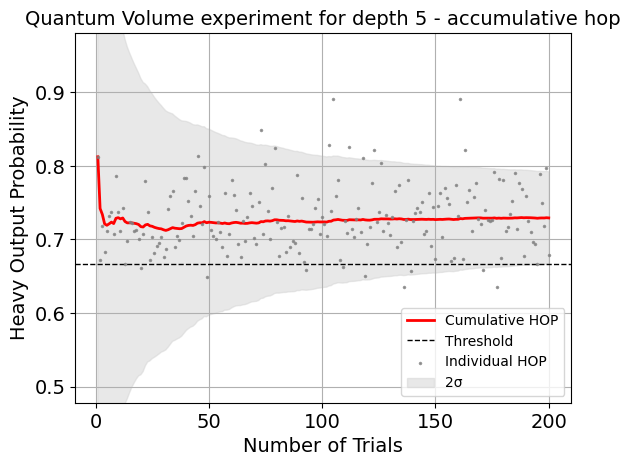 Quantum Volume experiment for depth 5 - accumulative hop
Heavy Output Probability
0.9
0.8
0.7
0.6
0.5
0
50
100
150
200
Number of Trials
Cumulative HOP
Threshold
Individual HOP
2σ